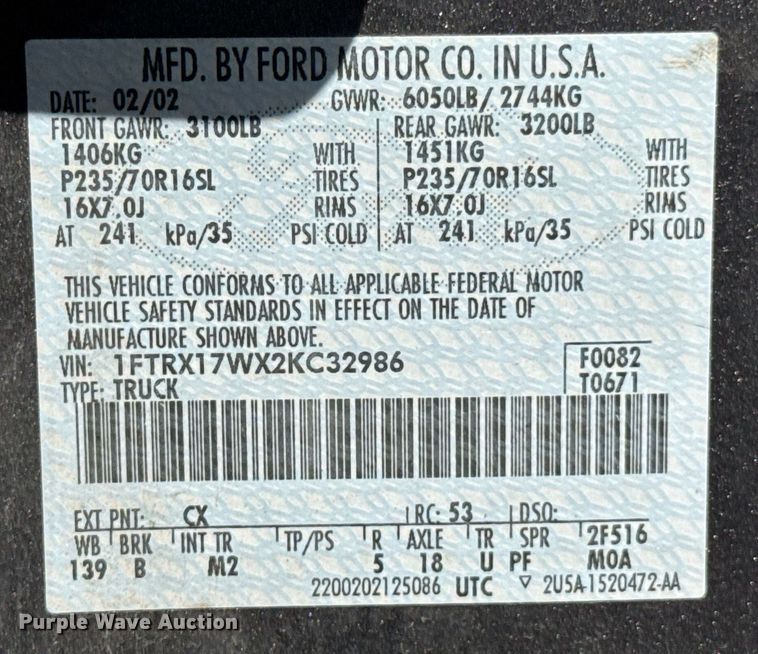 MFD. BY FORD MOTOR CO. IN U.S.A.
DATE: 02/02 GVWR: 6050LB/ 2744KG
FRONT GAWR: 3100LB REAR GAWR: 3200LB
1406KG WITH 1451KG WITH
P235/70R16SL TIRES P235/70R16SL TIRES
16X7.0J RIMS 16X7.0J RIMS
AT 241 kPa/35 PSI COLD AT 241 kPa/35 PSI COLD
THIS VEHICLE CONFORMS TO ALL APPLICABLE FEDERAL MOTOR
VEHICLE SAFETY STANDARDS IN EFFECT ON THE DATE OF
MANUFACTURE SHOWN ABOVE.
VIN: 1FTRX17WX2KC32986 F0082
TYPE: TRUCK T0671
EXT PNT: CX RC: 53 DSO:
WB BRK INT TR TP/PS R AXLE TR SPR 2F516
139 B M2 5 18 U PF MOA
2200202125086 UTC ▽ 2U5A-1520472-AA
Purple Wave Auction